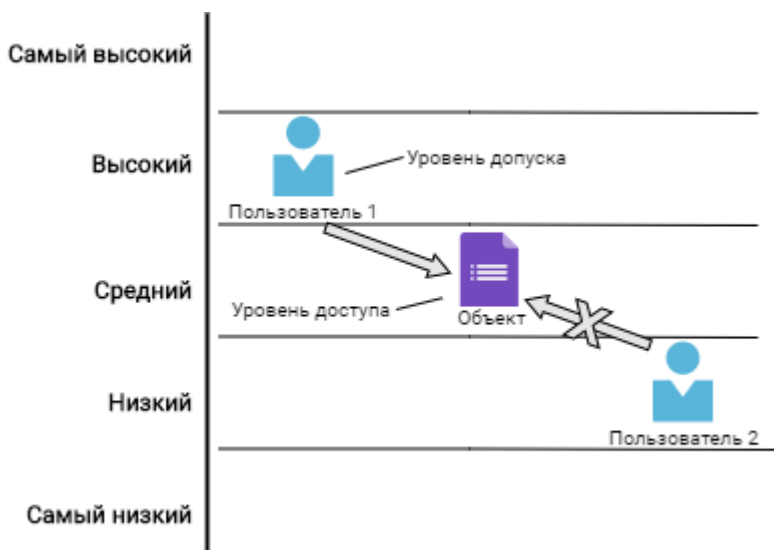 Самый высокий
Высокий
Уровень допуска
Пользователь 1
Средний
Уровень доступа
Объект
Низкий
Пользователь 2
Самый низкий